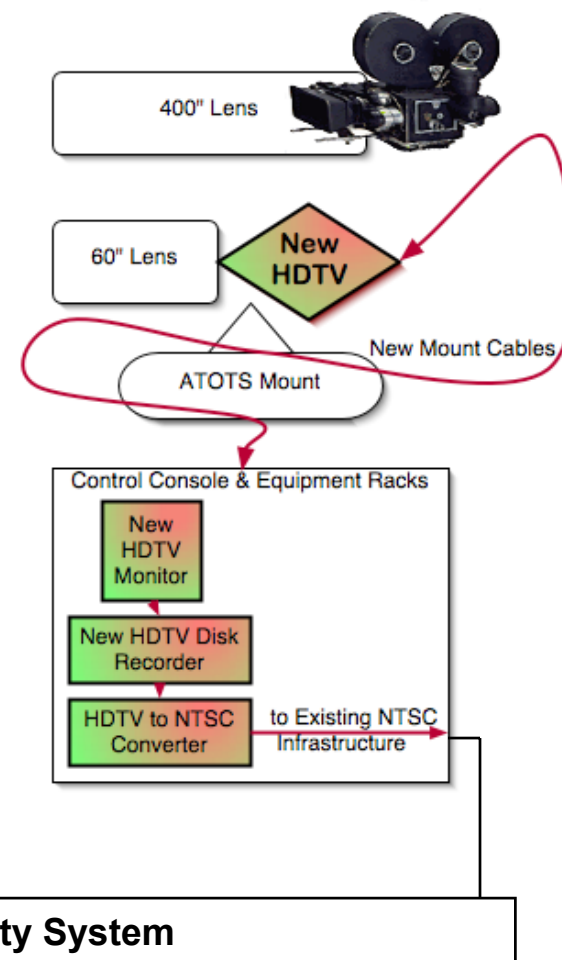 400" Lens
60" Lens
New
HDTV
New Mount Cables
ATOTS Mount
Control Console & Equipment Racks
New
HDTV
Monitor
New HDTV Disk
Recorder
HDTV to NTSC
Converter
to Existing NTSC
Infrastructure
ty System